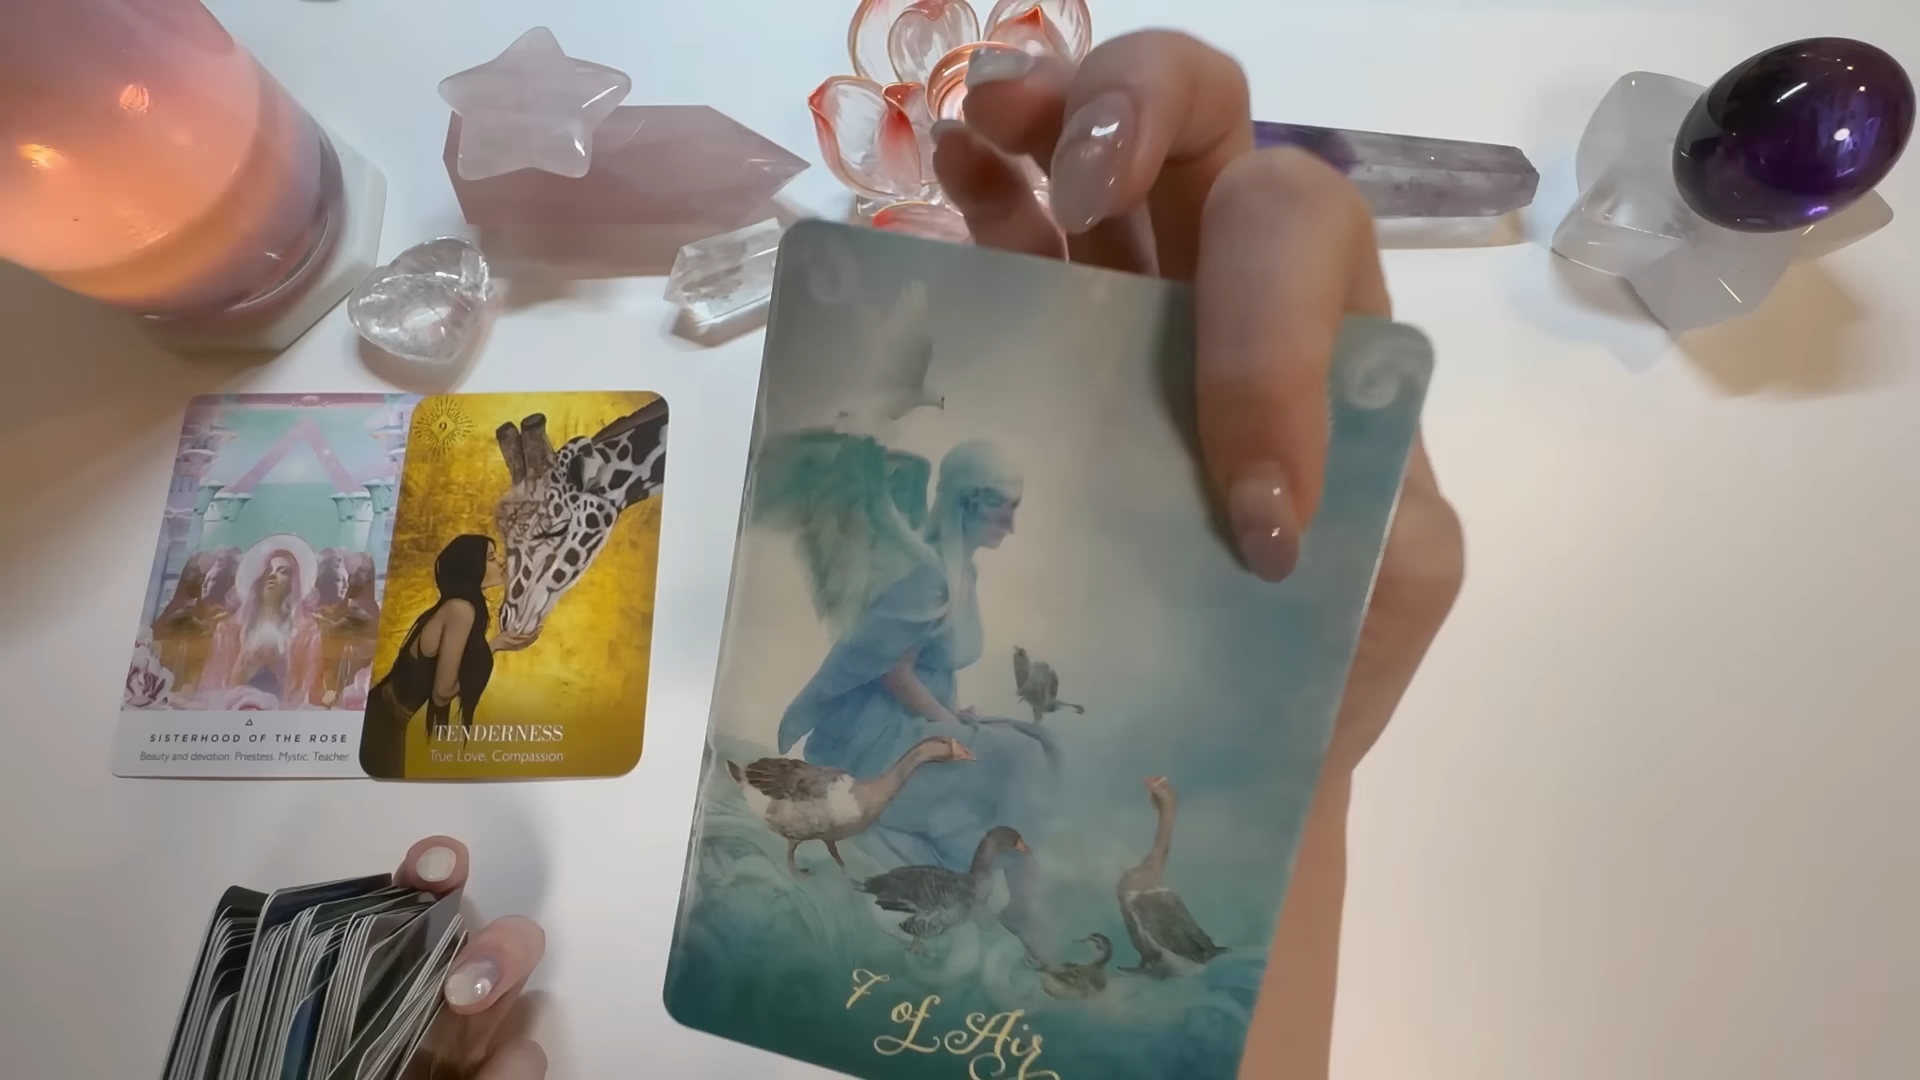 SISTERHOOD OF THE ROSE
Beauty and devotion. Priestess. Mystic. Teacher.
9
TENDERNESS
True Love, Compassion
7 of Air